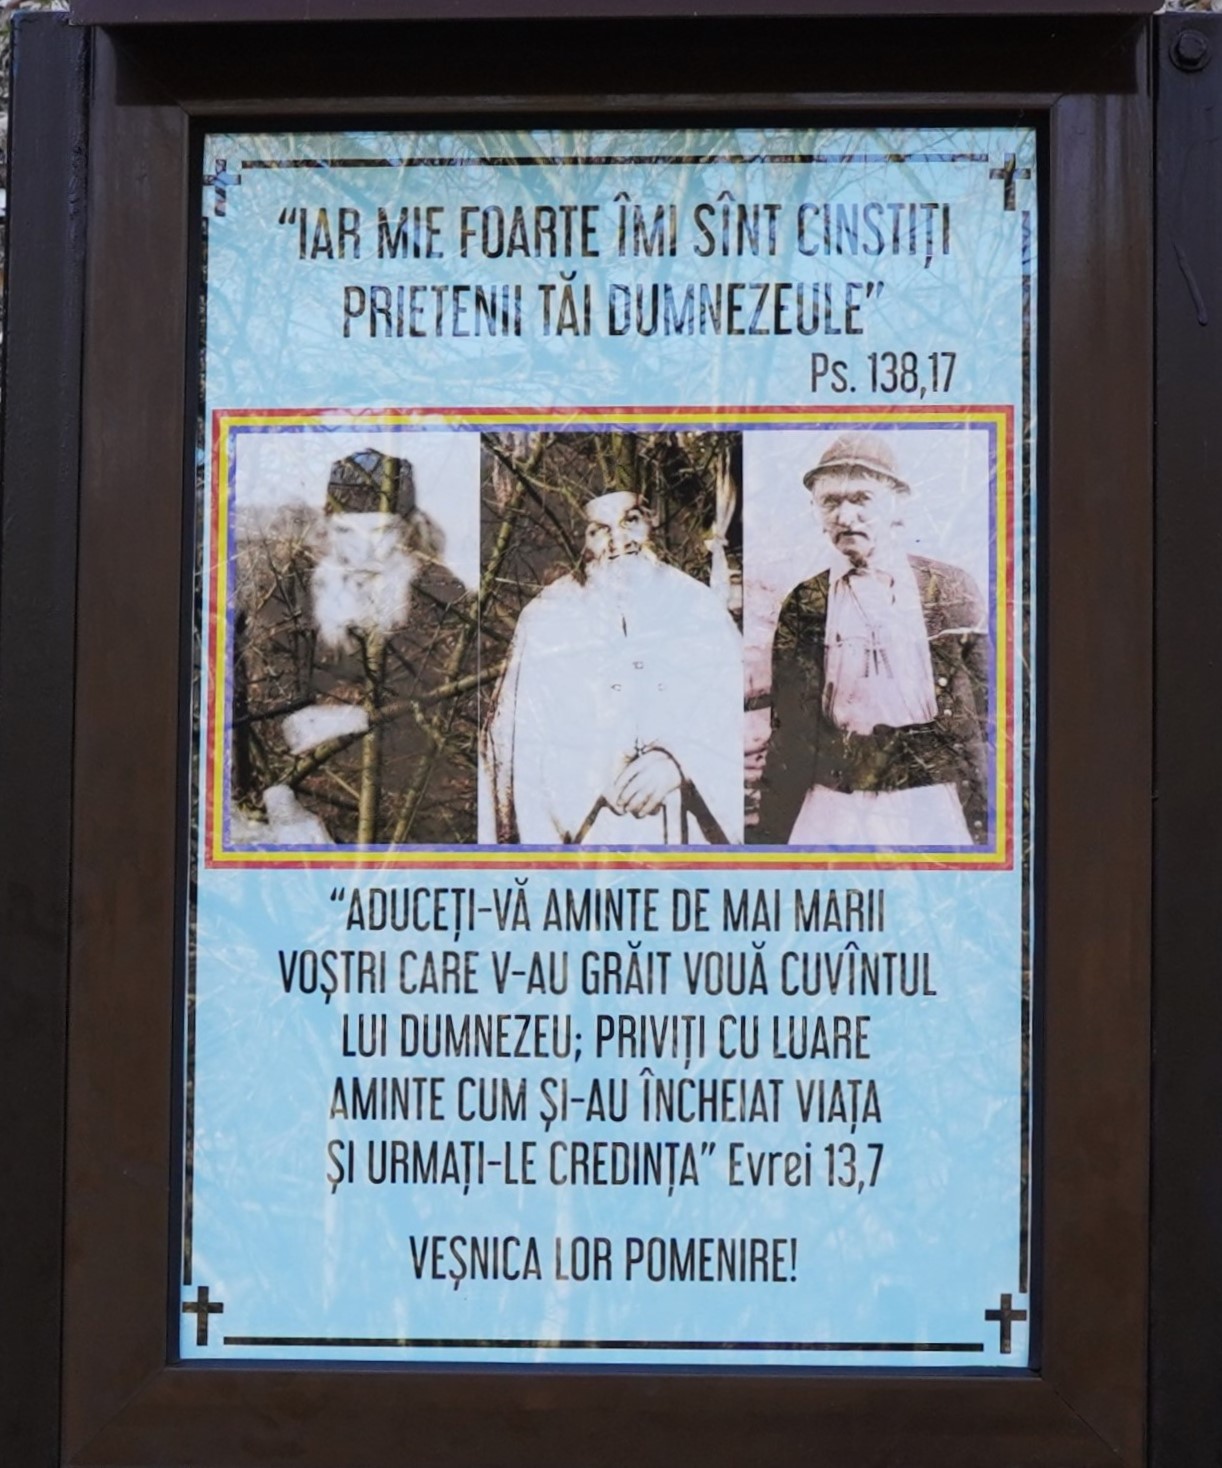 “IAR MIE FOARTE ÎMI SÎNT CINSTIȚI
PRIETENII TĂI DUMNEZEULE”
Ps. 138,17
“ADUCEȚI-VĂ AMINTE DE MAI MARII
VOȘTRI CARE V-AU GRĂIT VOUĂ CUVÎNTUL
LUI DUMNEZEU; PRIVIȚI CU LUARE
AMINTE CUM ȘI-AU ÎNCHEIAT VIAȚA
ȘI URMAȚI-LE CREDINȚA” Evrei 13,7
VEȘNICA LOR POMENIRE!